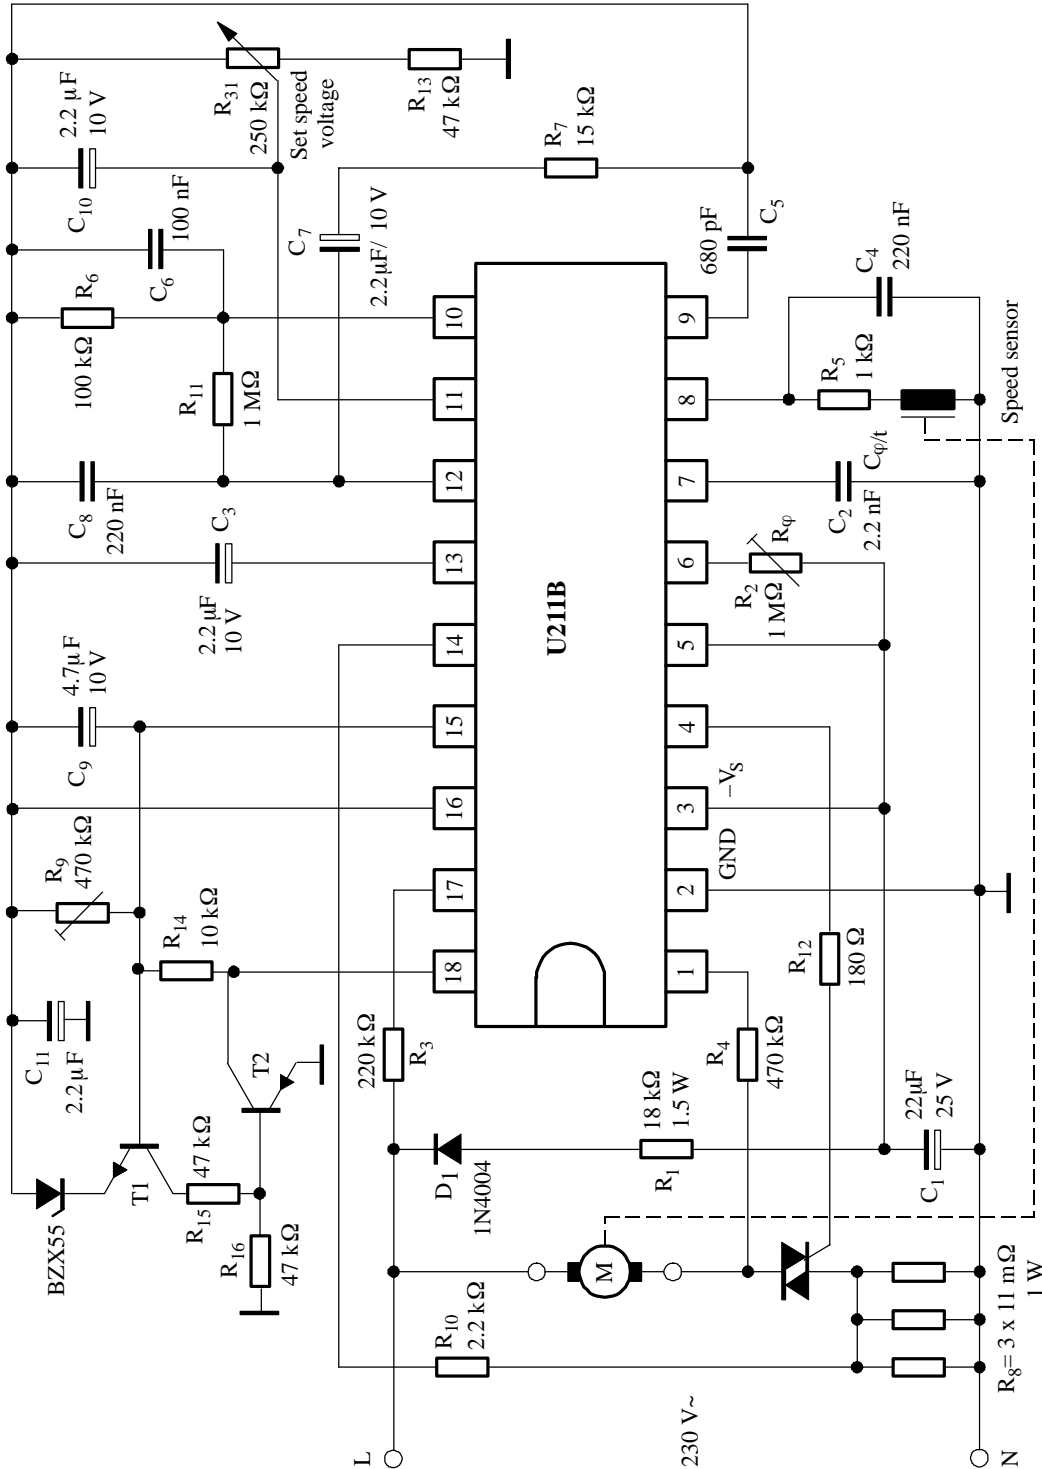 L
N
230 V~
R10
2.2 kΩ
R8= 3 x 11 mΩ
1 W
M
BZX55
T1
R16
47 kΩ
R15
47 kΩ
T2
C11
2.2 µF
D1
1N4004
R1
18 kΩ
1.5 W
C1
22µF
25 V
220 kΩ
R3
R4
470 kΩ
R12
180 Ω
R9
470 kΩ
R14
10 kΩ
C9
4.7µF
10 V
2.2 µF
10 V
C3
C8
220 nF
R11
1 MΩ
R6
100 kΩ
C6
100 nF
C10
2.2 µF
10 V
R31
250 kΩ
Set speed
voltage
R13
47 kΩ
C7
2.2µF/ 10 V
R7
15 kΩ
18
17
16
15
14
13
12
11
10
U211B
1
2
3
4
5
6
7
8
9
GND
−VS
R2
1 MΩ
Rφ
C2
2.2 nF
Cφ/t
R5
1 kΩ
C4
220 nF
680 pF
C5
Speed sensor